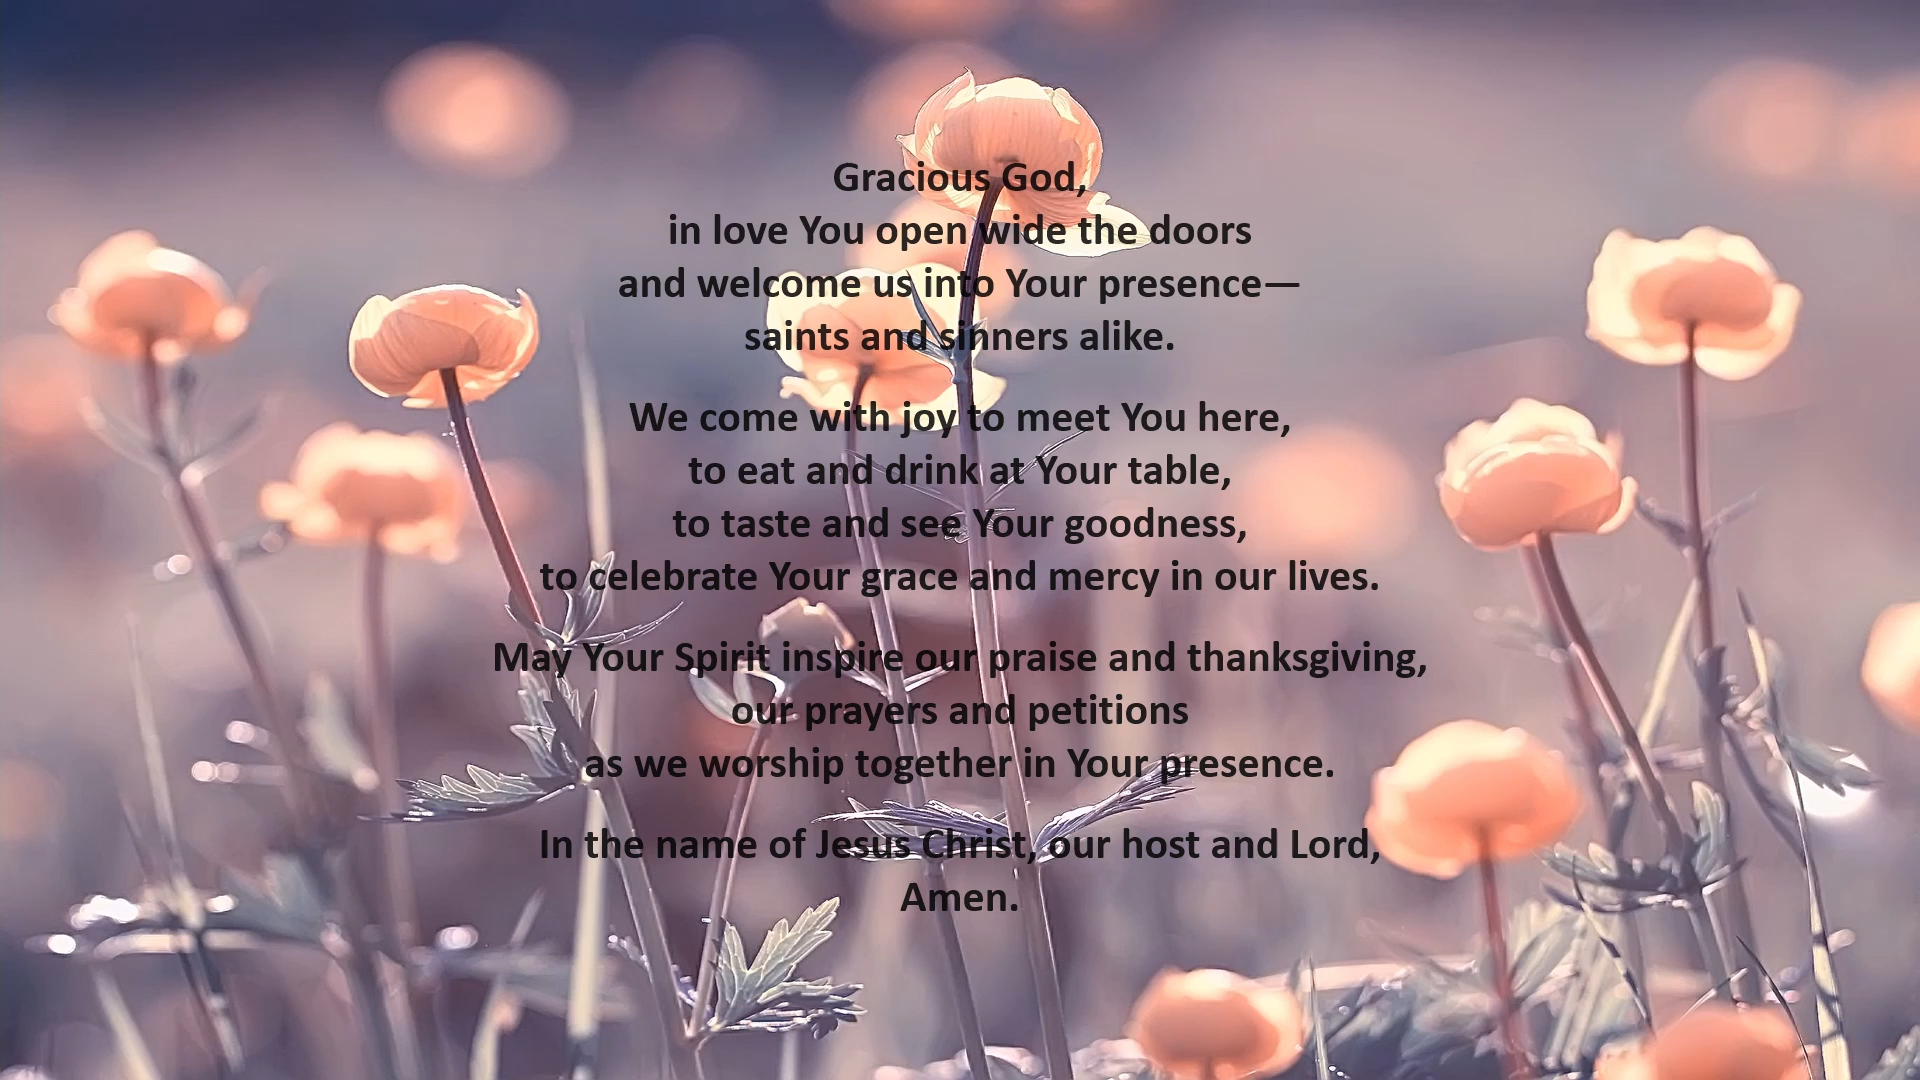 Gracious God,
in love You open wide the doors
and welcome us into Your presence—
saints and sinners alike.
We come with joy to meet You here,
to eat and drink at Your table,
to taste and see Your goodness,
to celebrate Your grace and mercy in our lives.
May Your Spirit inspire our praise and thanksgiving,
our prayers and petitions
as we worship together in Your presence.
In the name of Jesus Christ, our host and Lord,
Amen.